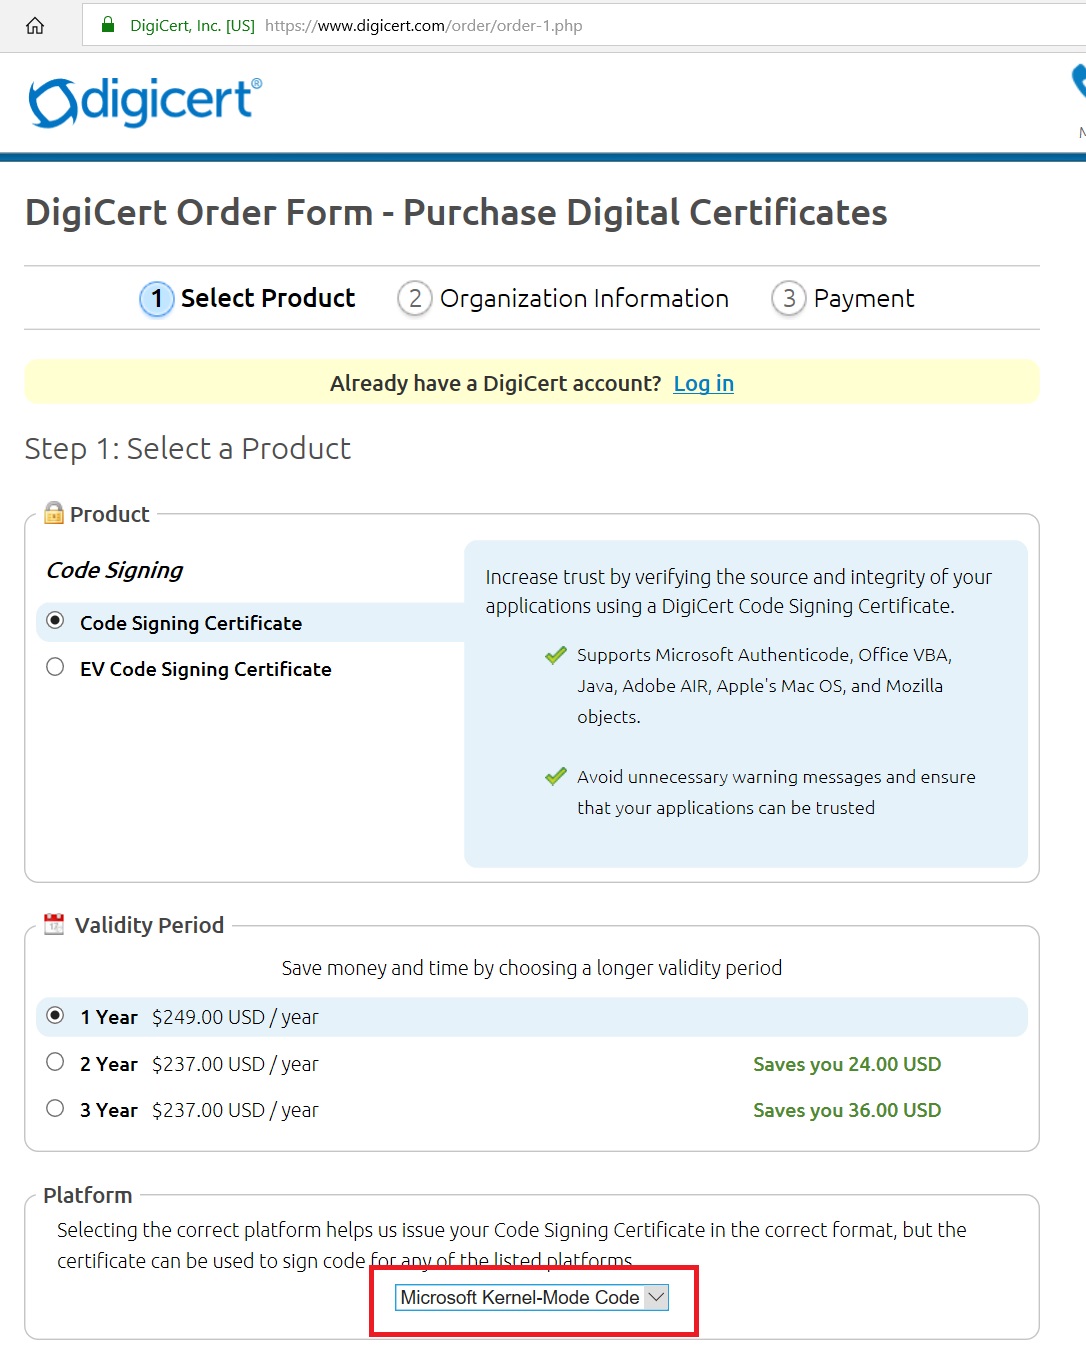 DigiCert, Inc. [US] https://www.digicert.com/order/order-1.php
digicert®
M
DigiCert Order Form - Purchase Digital Certificates
1 Select Product 2 Organization Information 3 Payment
Already have a DigiCert account? Log in
Step 1: Select a Product
Product
Code Signing
Code Signing Certificate
EV Code Signing Certificate
Increase trust by verifying the source and integrity of your
applications using a DigiCert Code Signing Certificate.
Supports Microsoft Authenticode, Office VBA,
Java, Adobe AIR, Apple's Mac OS, and Mozilla
objects.
Avoid unnecessary warning messages and ensure
that your applications can be trusted
Validity Period
Save money and time by choosing a longer validity period
1 Year $249.00 USD / year
2 Year $237.00 USD / year Saves you 24.00 USD
3 Year $237.00 USD / year Saves you 36.00 USD
Platform
Selecting the correct platform helps us issue your Code Signing Certificate in the correct format, but the
certificate can be used to sign code for any of the listed platforms.
Microsoft Kernel-Mode Code